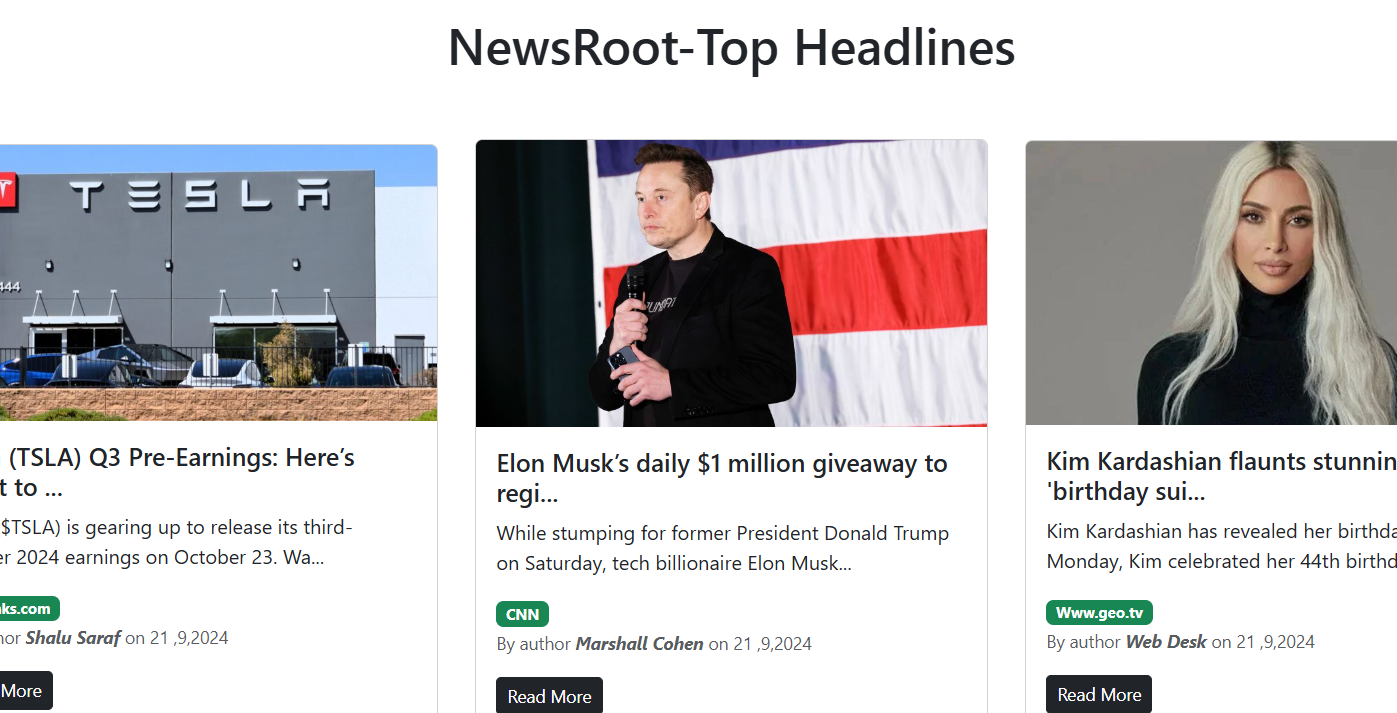 NewsRoot-Top Headlines
TESLA
444
(TSLA) Q3 Pre-Earnings: Here’s
t to ...
$TSLA) is gearing up to release its third-
er 2024 earnings on October 23. Wa...
ks.com
or Shalu Saraf on 21 ,9,2024
More
Elon Musk’s daily $1 million giveaway to
regi...
While stumping for former President Donald Trump
on Saturday, tech billionaire Elon Musk...
CNN
By author Marshall Cohen on 21 ,9,2024
Read More
Kim Kardashian flaunts stunnin
'birthday sui...
Kim Kardashian has revealed her birthda
Monday, Kim celebrated her 44th birthd
Www.geo.tv
By author Web Desk on 21 ,9,2024
Read More